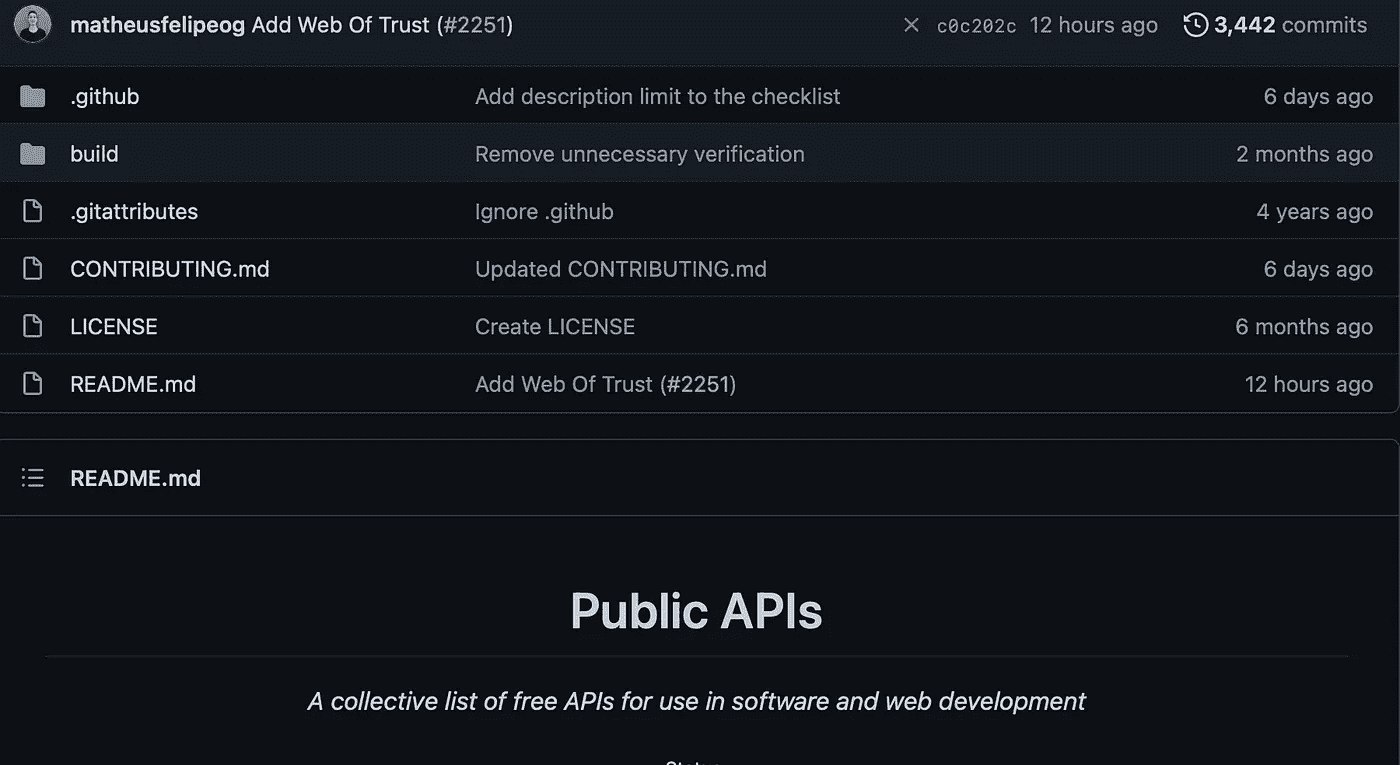 matheusfelipeog Add Web Of Trust (#2251) c0c202c 12 hours ago 3,442 commits
.github Add description limit to the checklist 6 days ago
build Remove unnecessary verification 2 months ago
.gitattributes Ignore .github 4 years ago
CONTRIBUTING.md Updated CONTRIBUTING.md 6 days ago
LICENSE Create LICENSE 6 months ago
README.md Add Web Of Trust (#2251) 12 hours ago
README.md
Public APIs
A collective list of free APIs for use in software and web development